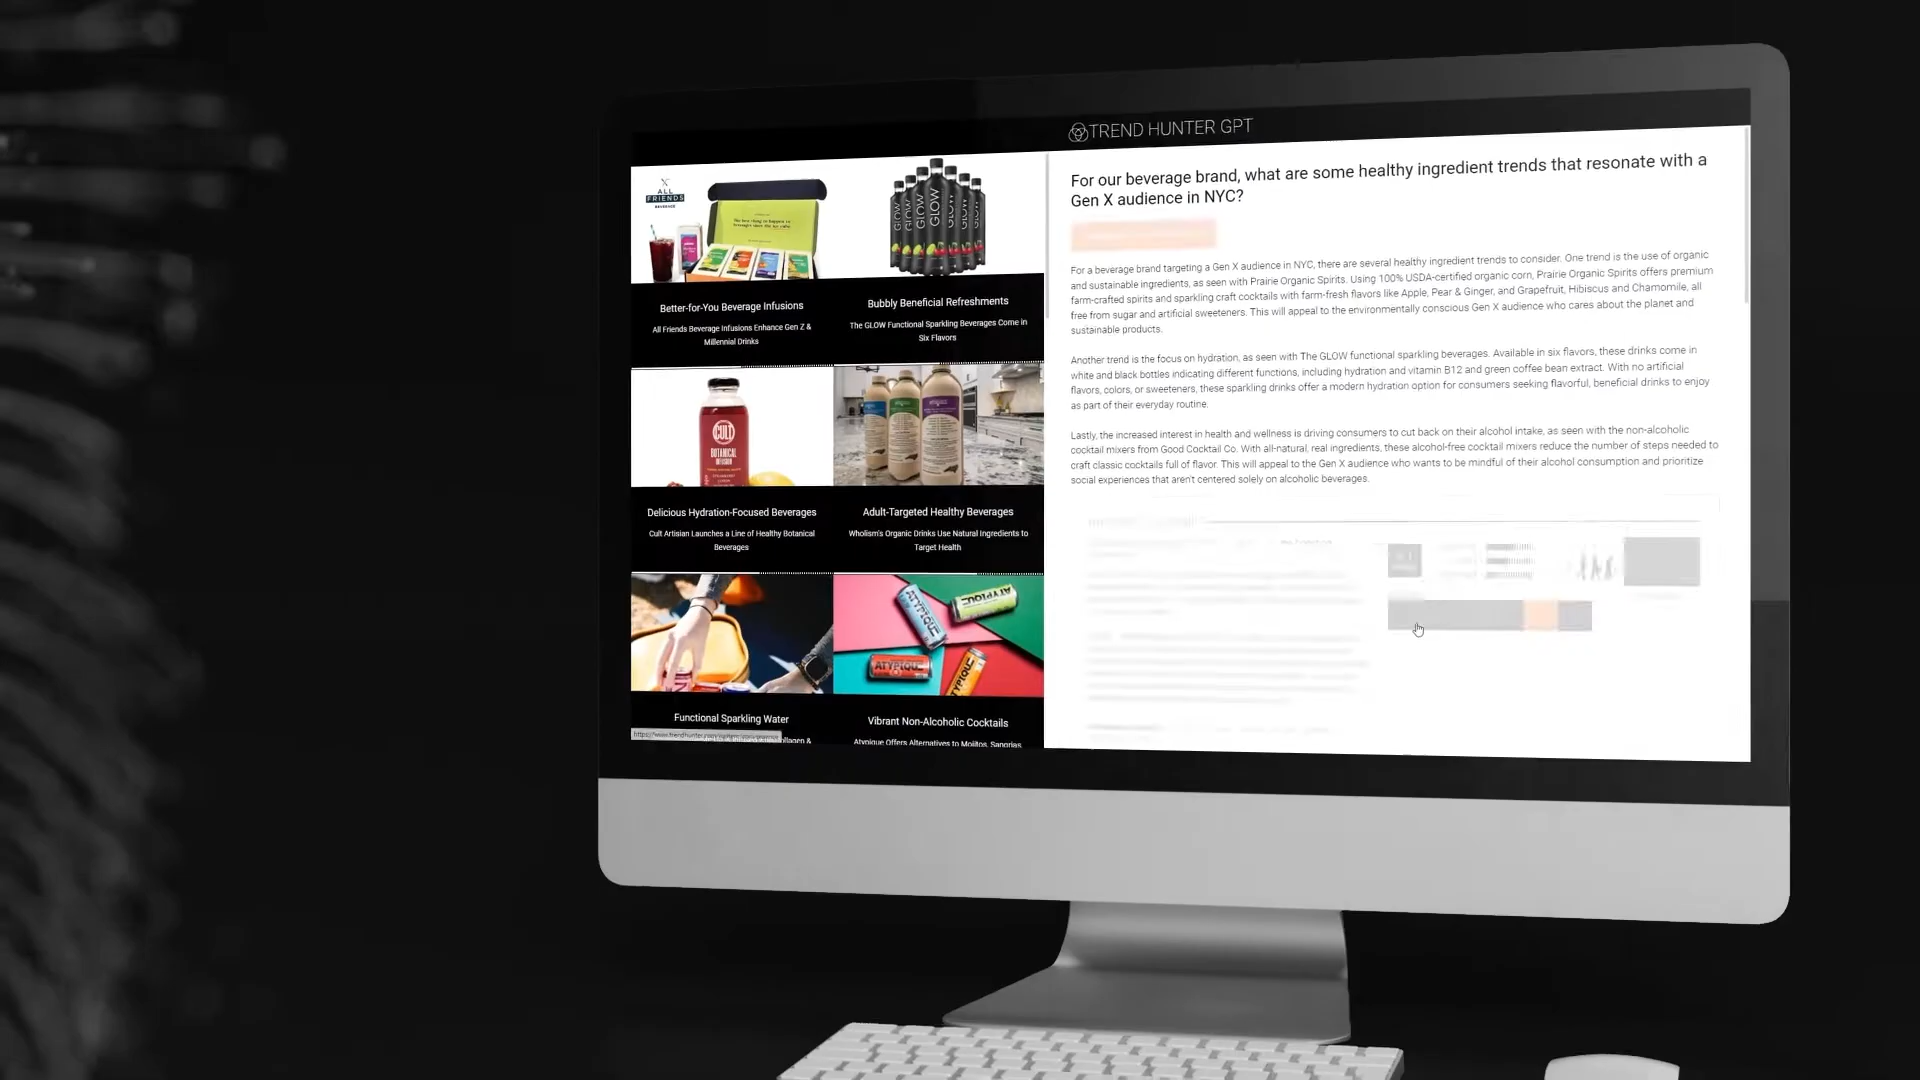 TREND HUNTER GPT
ALL
FRIENDS
BEVERAGE
GLOW
GLOW
GLOW
GLOW
GLOW
Better-for-You Beverage Infusions
All Friends Beverage Infusions Enhance Gen Z &
Millennial Drinks
Bubbly Beneficial Refreshments
The GLOW Functional Sparkling Beverages Come in
Six Flavors
CULT
BOTANICAL
Delicious Hydration-Focused Beverages
Cult Artisian Launches a Line of Healthy Botanical
Beverages
Adult-Targeted Healthy Beverages
Wholism's Organic Drinks Use Natural Ingredients to
Target Health
ATYPIQUE
ATYPIQUE
ATYPIQUE
ATYPIQUE
Functional Sparkling Water
Vibrant Non-Alcoholic Cocktails
Atypique Offers Alternatives to Mojitos, Sangrias,
For our beverage brand, what are some healthy ingredient trends that resonate with a
Gen X audience in NYC?
For a beverage brand targeting a Gen X audience in NYC, there are several healthy ingredient trends to consider. One trend is the use of organic
and sustainable ingredients, as seen with Prairie Organic Spirits. Using 100% USDA-certified organic corn, Prairie Organic Spirits offers premium
farm-crafted spirits and sparkling craft cocktails with farm-fresh flavors like Apple, Pear & Ginger, and Grapefruit, Hibiscus and Chamomile, all
free from sugar and artificial sweeteners. This will appeal to the environmentally conscious Gen X audience who cares about the planet and
sustainable products.
Another trend is the focus on hydration, as seen with The GLOW functional sparkling beverages. Available in six flavors, these drinks come in
white and black bottles indicating different functions, including hydration and vitamin B12 and green coffee bean extract. With no artificial
flavors, colors, or sweeteners, these sparkling drinks offer a modern hydration option for consumers seeking flavorful, beneficial drinks to enjoy
as part of their everyday routine.
Lastly, the increased interest in health and wellness is driving consumers to cut back on their alcohol intake, as seen with the non-alcoholic
cocktail mixers from Good Cocktail Co. With all-natural, real ingredients, these alcohol-free cocktail mixers reduce the number of steps needed to
craft classic cocktails full of flavor. This will appeal to the Gen X audience who wants to be mindful of their alcohol consumption and prioritize
social experiences that aren't centered solely on alcoholic beverages.